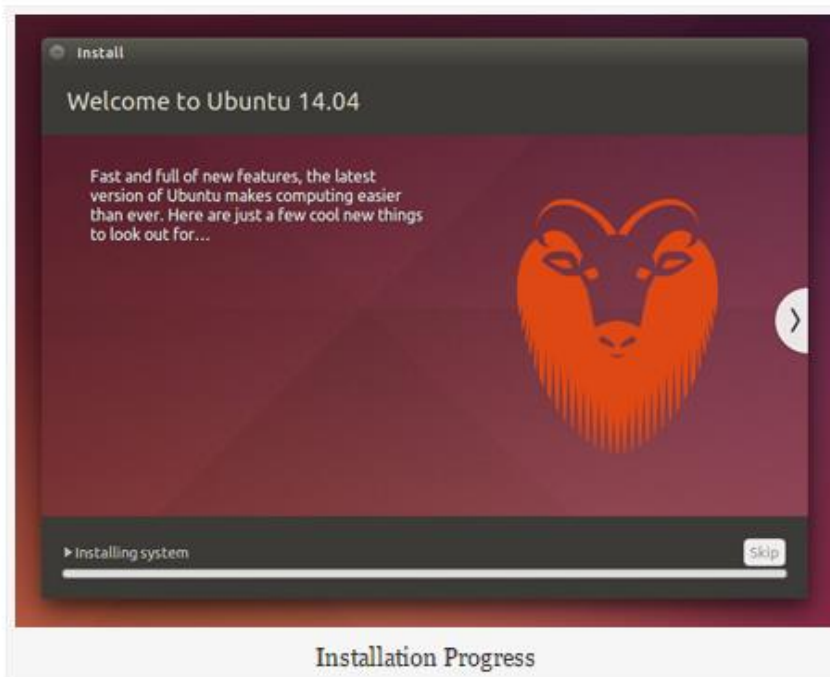 Install
Welcome to Ubuntu 14.04
Fast and full of new features, the latest
version of Ubuntu makes computing easier
than ever. Here are just a few cool new things
to look out for...
Installing system
Skip
Installation Progress